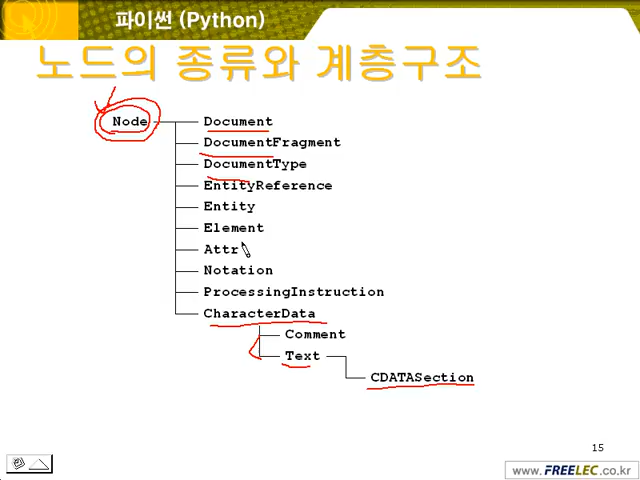 파이썬 (Python)
노드의 종류와 계층구조
Node
Document
DocumentFragment
DocumentType
EntityReference
Entity
Element
Attr
Notation
ProcessingInstruction
CharacterData
Comment
Text
CDATASection
15
www.FREELEC.co.kr